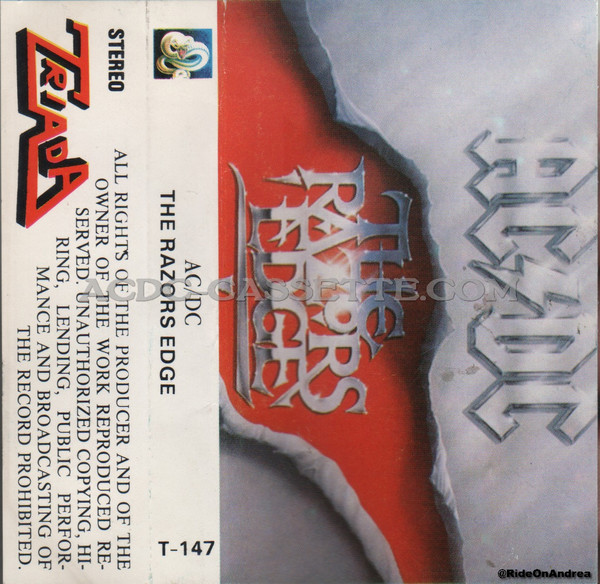 AC/DC
THE
RAZORS
EDGE
ACDC
THE RAZORS EDGE
T-147
STEREO
TRIADA
ALL RIGHTS OF THE PRODUCER AND OF THE
OWNER OF THE WORK REPRODUCED RE-
SERVED. UNAUTHORIZED COPYING, HI-
RING, LENDING, PUBLIC PERFOR-
MANCE AND BROADCASTING OF
THE RECORD PROHIBITED.
ACDC-CASSETTE.COM
@RideOnAndrea